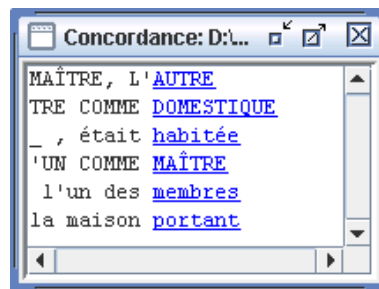 Concordance: D:\...
MAÎTRE, L'AUTRE
TRE COMME DOMESTIQUE
_ , était habitée
'UN COMME MAÎTRE
l'un des membres
la maison portant